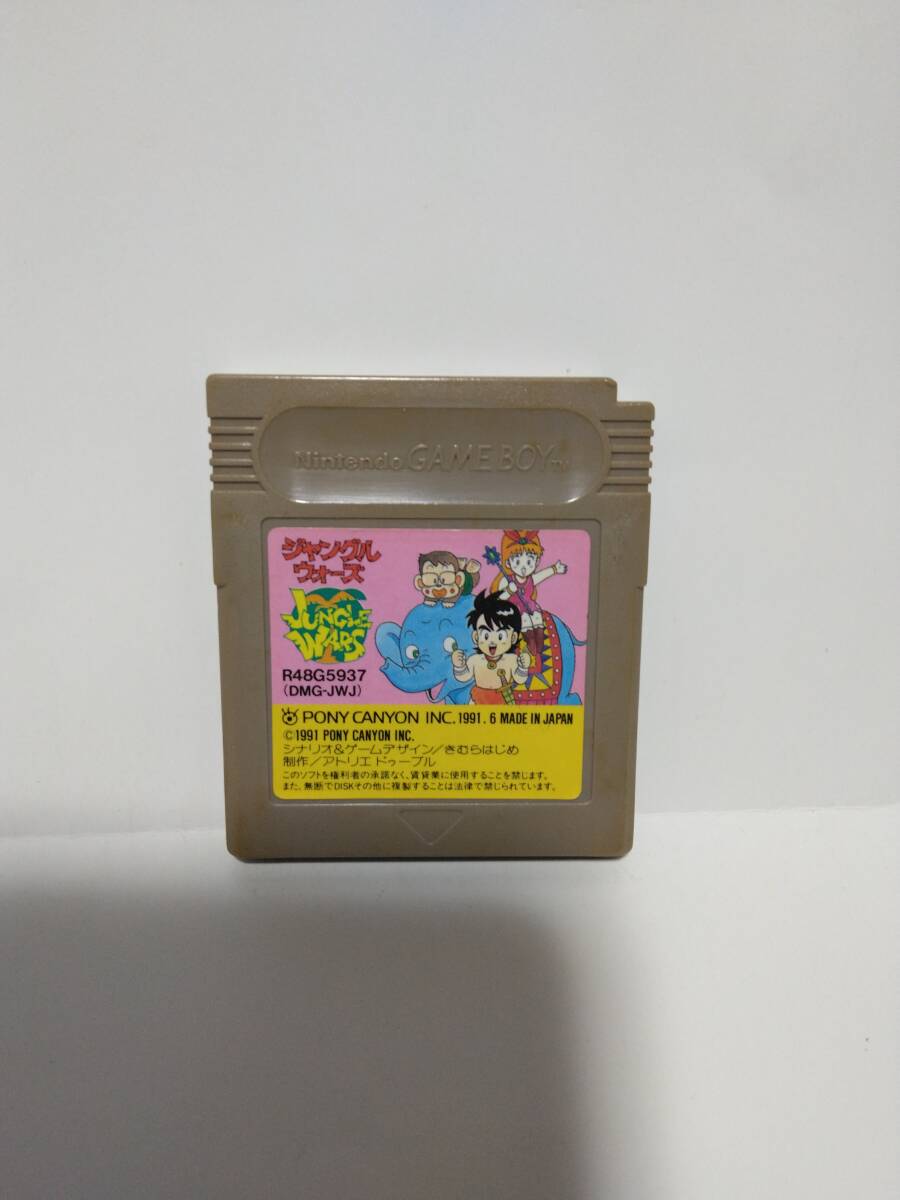 Nintendo GAME BOY TM
ジャングル
ウォーズ
JUNGLE
WARS
R48G5937
(DMG-JWJ)
PONY CANYON INC. 1991. 6 MADE IN JAPAN
©1991 PONY CANYON INC.
シナリオ&ゲームデザイン/きむらはじめ
制作/アトリエ ドゥーブル
このソフトを権利者の承諾なく、賃貸業に使用することを禁じます。
また、無断でDISKその他に複製することは法律で禁じられています。